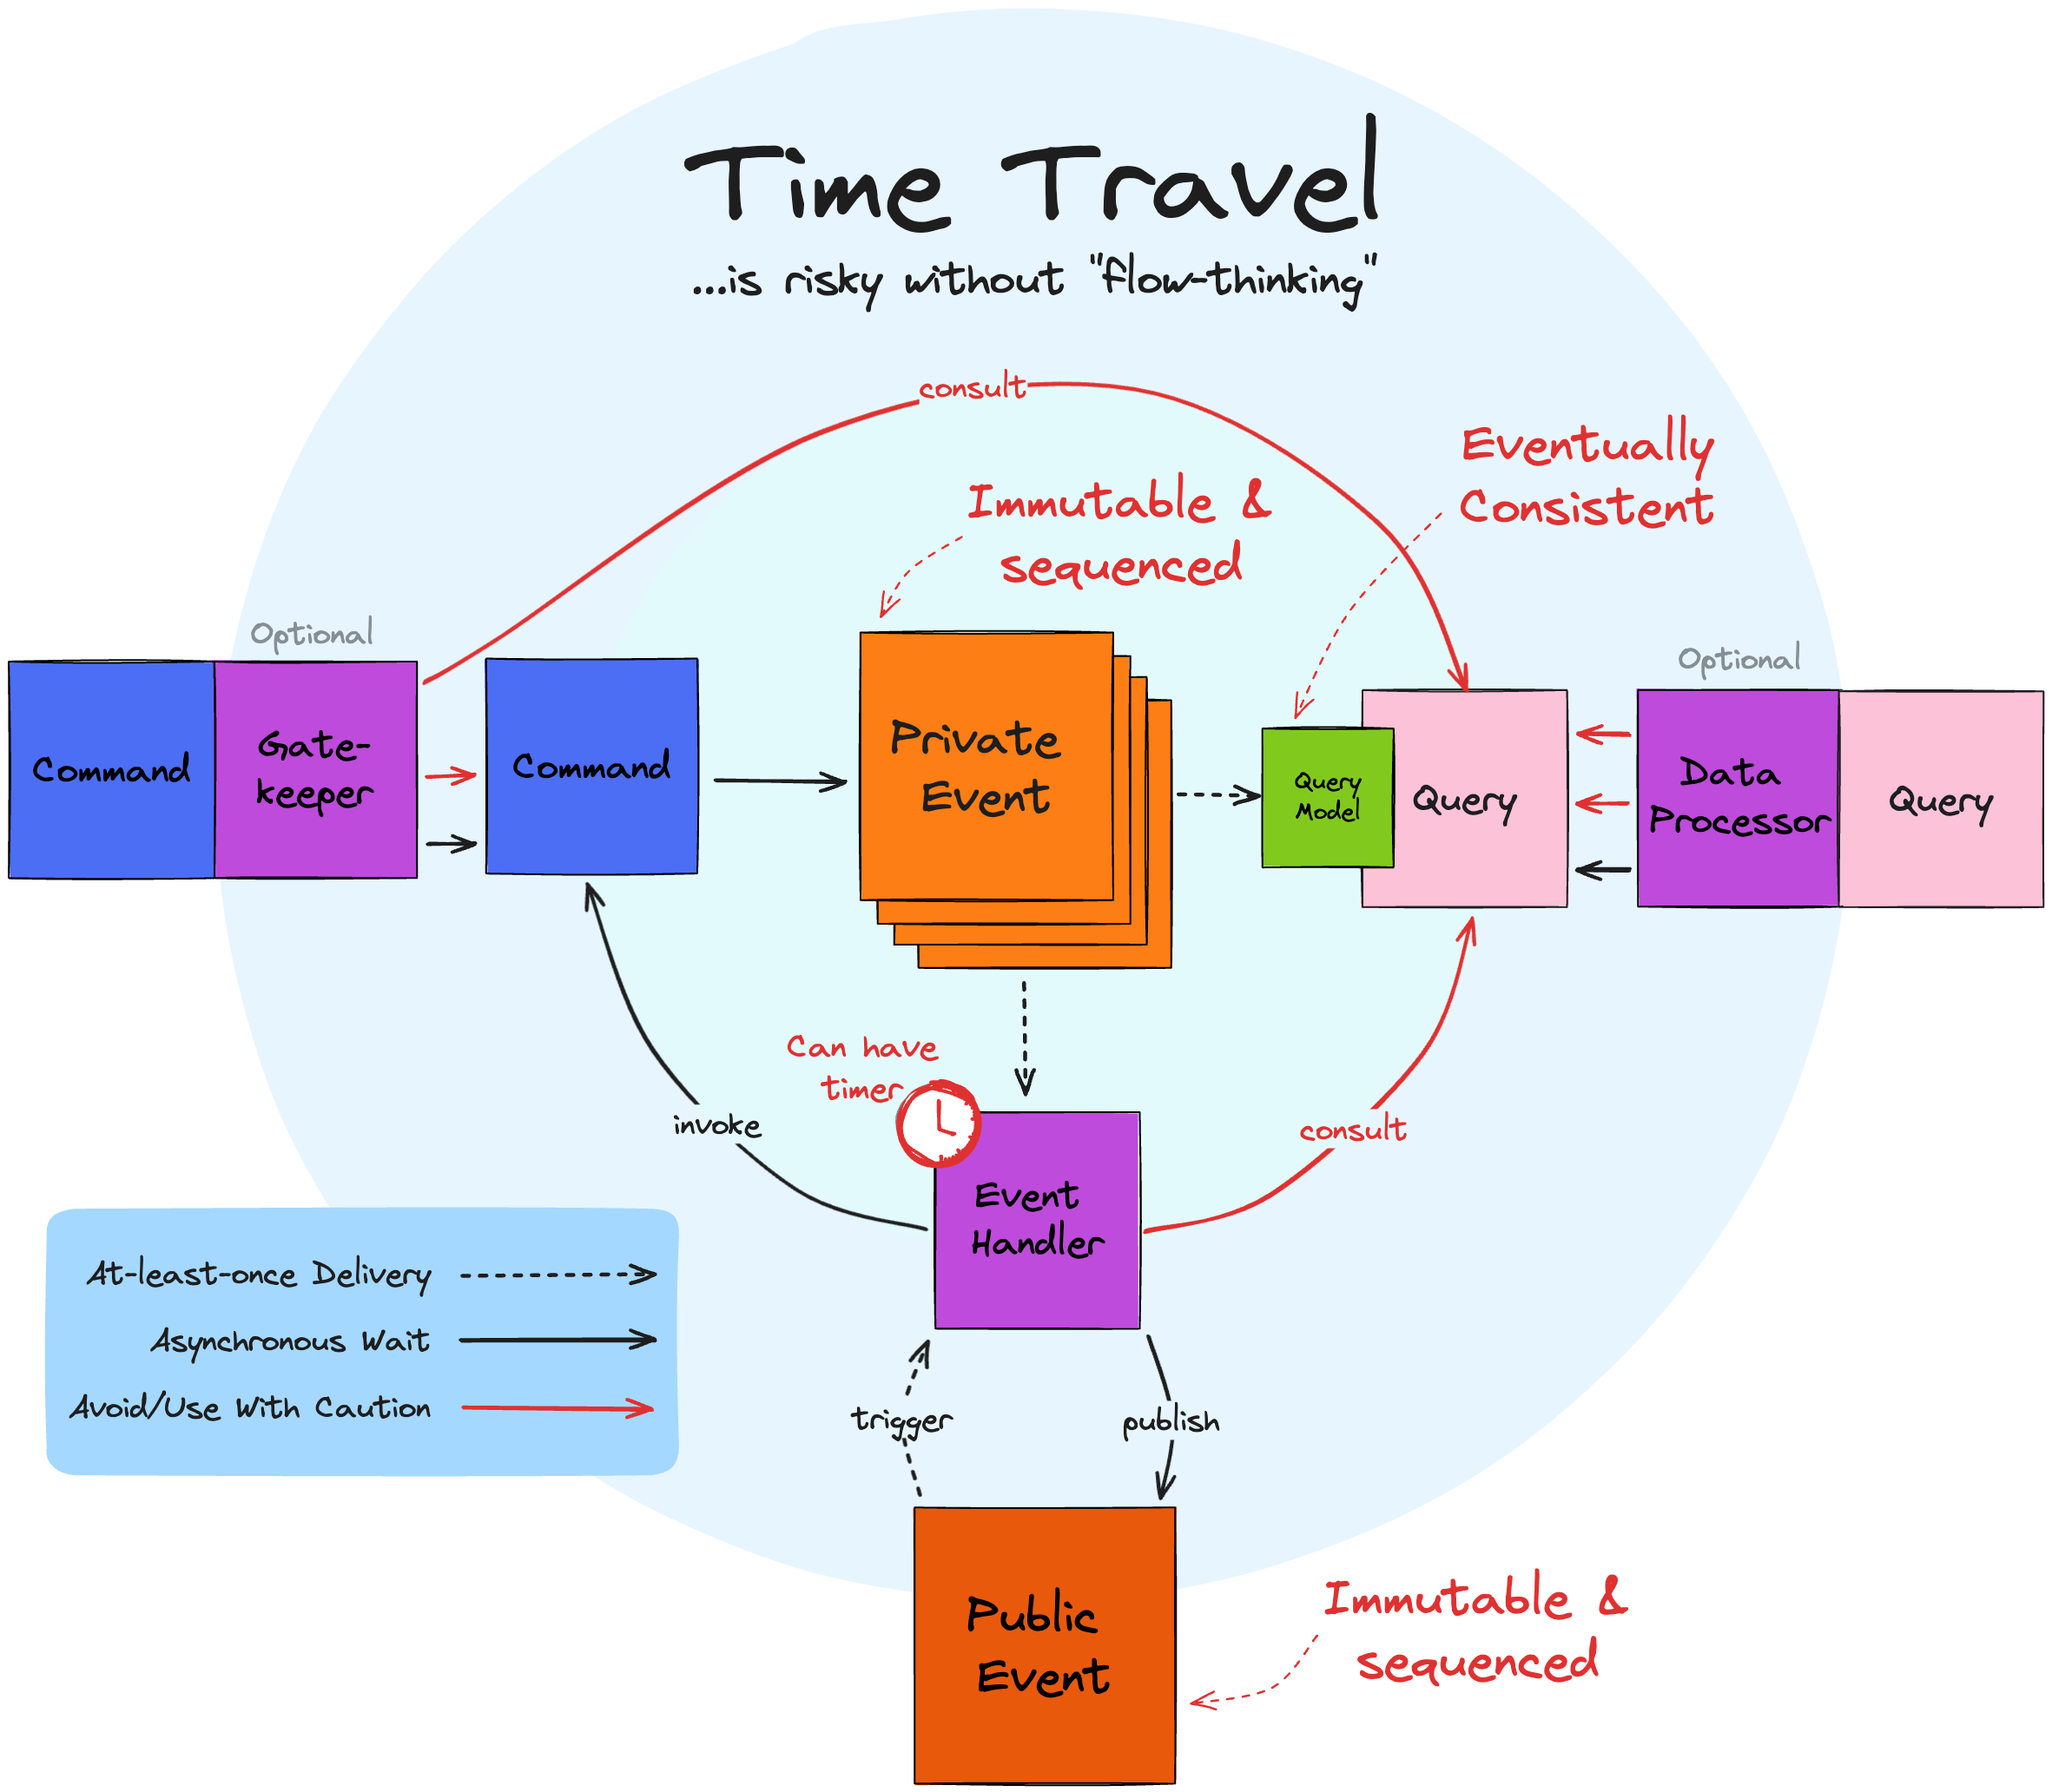 Time Travel
...is risky without "flow-thinking"
consult
Eventually
Consistent
Immutable &
sequenced
Optional
Optional
Command
Gate-
keeper
Command
Private
Event
Query
Model
Query
Data
Processor
Query
Can have
timer
invoke
consult
Event
Handler
At-least-once Delivery
Asynchronous Wait
Avoid/Use With Caution
trigger
publish
Public
Event
Immutable &
sequenced